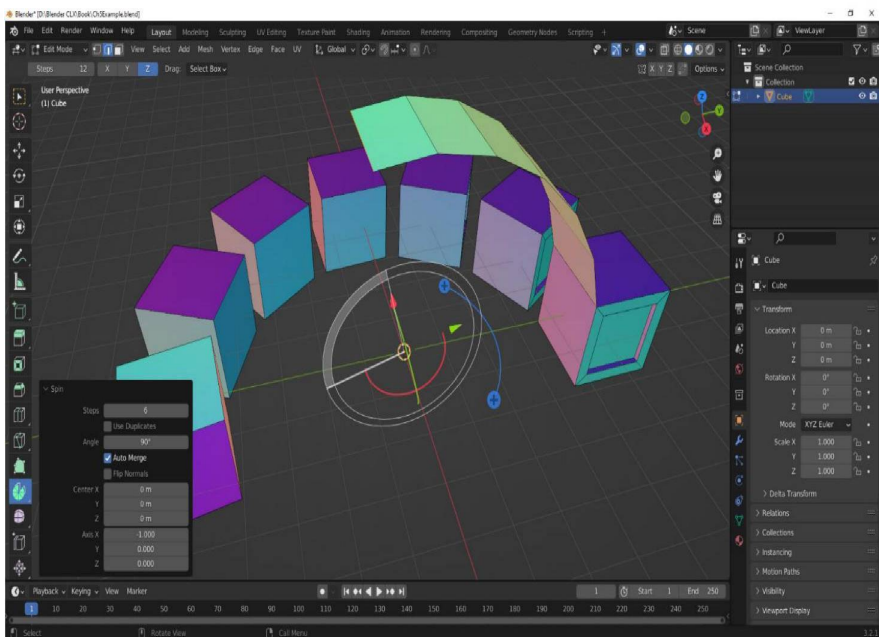 Blender* [D:\Blender CLX\Book\Ch5Example.blend]
File Edit Render Window Help Layout Modeling Sculpting UV Editing Texture Paint Shading Animation Rendering Compositing Geometry Nodes Scripting + Scene ViewLayer
Edit Mode View Select Add Mesh Vertex Edge Face UV Global
Steps 12 X Y Z Drag: Select Box X Y Z Options
User Perspective
(1) Cube
Z
Y
X
Scene Collection
Collection
Cube
Cube
Cube
Transform
Location X 0 m
Y 0 m
Z 0 m
Rotation X 0°
Y 0°
Z 0°
Mode XYZ Euler
Scale X 1.000
Y 1.000
Z 1.000
Delta Transform
Relations
Collections
Instancing
Motion Paths
Visibility
Viewport Display
Spin
Steps 6
Use Duplicates
Angle 90°
Auto Merge
Flip Normals
Center X 0 m
Y 0 m
Z 0 m
Axis X -1.000
Y 0.000
Z 0.000
Playback Keying View Marker 1 Start 1 End 250
1 10 20 30 40 50 60 70 80 90 100 110 120 130 140 150 160 170 180 190 200 210 220 230 240 250
Select Rotate View Call Menu 3.2.1